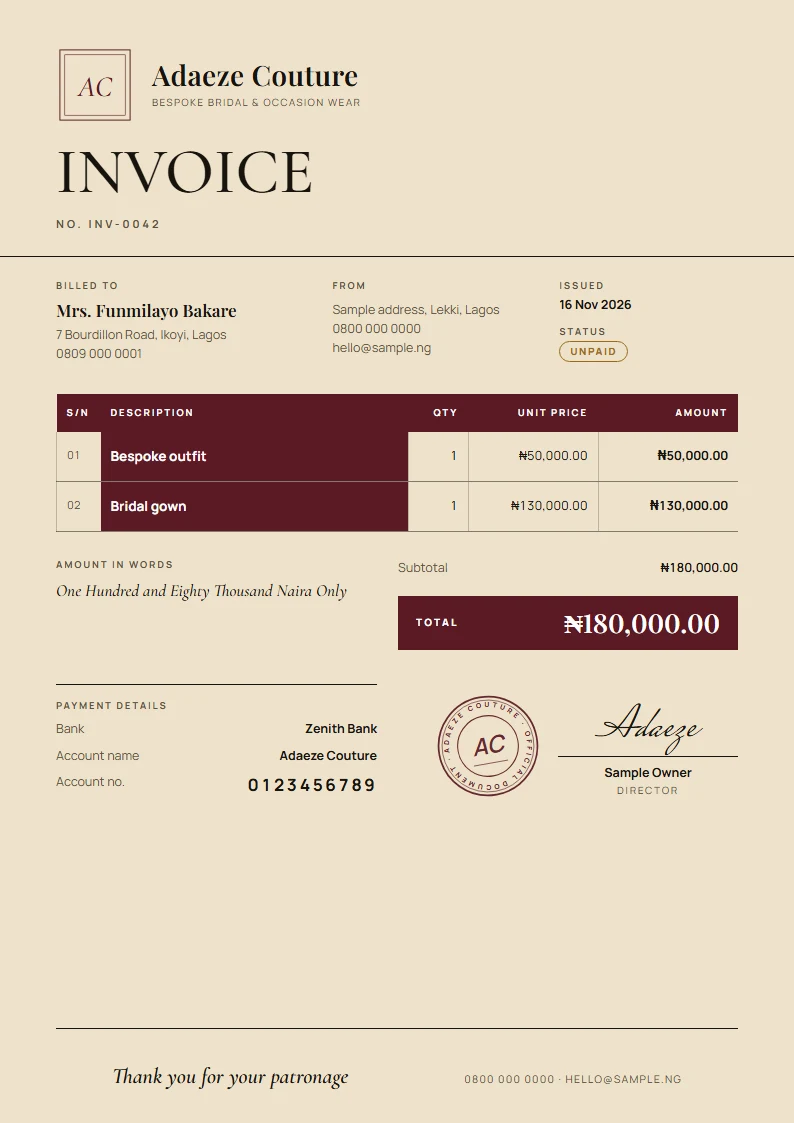 AC
Adaeze Couture
BESPOKE BRIDAL & OCCASION WEAR
INVOICE
NO. INV-0042
BILLED TO
Mrs. Funmilayo Bakare
7 Bourdillon Road, Ikoyi, Lagos
0809 000 0001
FROM
Sample address, Lekki, Lagos
0800 000 0000
hello@sample.ng
ISSUED
16 Nov 2026
STATUS
UNPAID
S/N DESCRIPTION QTY UNIT PRICE AMOUNT
01 Bespoke outfit 1 ₦50,000.00 ₦50,000.00
02 Bridal gown 1 ₦130,000.00 ₦130,000.00
AMOUNT IN WORDS
One Hundred and Eighty Thousand Naira Only
Subtotal ₦180,000.00
TOTAL ₦180,000.00
PAYMENT DETAILS
Bank Zenith Bank
Account name Adaeze Couture
Account no. 0123456789
ADAEZE COUTURE · OFFICIAL DOCUMENT ·
AC
Adaeze
Sample Owner
DIRECTOR
Thank you for your patronage
0800 000 0000 · HELLO@SAMPLE.NG